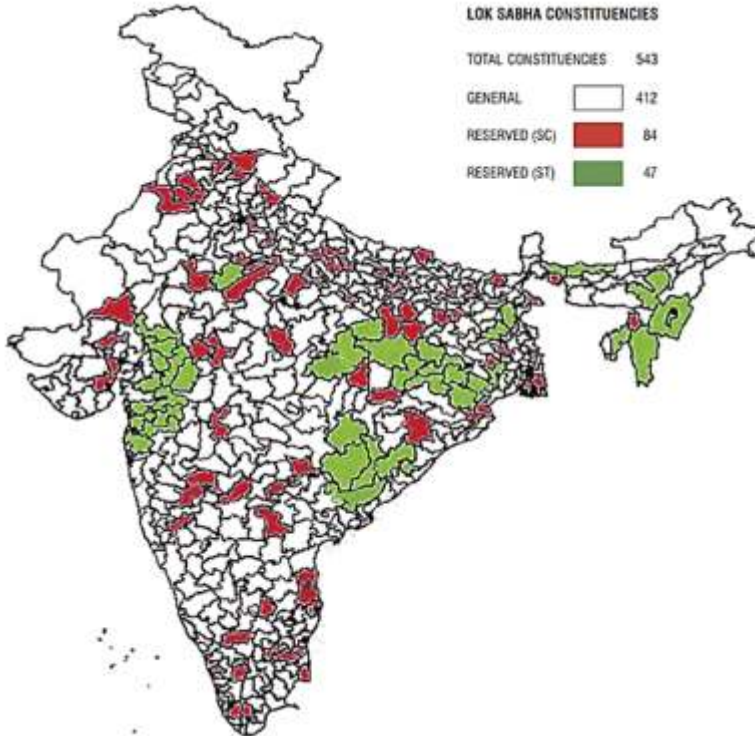 LOK SABHA CONSTITUENCIES
TOTAL CONSTITUENCIES 543
GENERAL 412
RESERVED (SC) 84
RESERVED (ST) 47